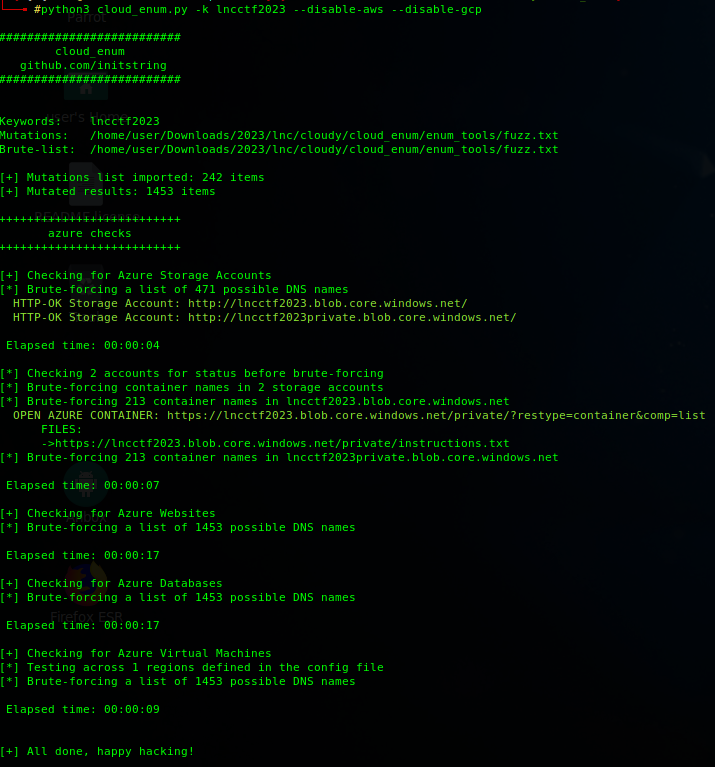 #python3 cloud_enum.py -k lncctf2023 --disable-aws --disable-gcp
##########################
cloud_enum
github.com/initstring
##########################
Keywords: lncctf2023
Mutations: /home/user/Downloads/2023/lnc/cloudy/cloud_enum/enum_tools/fuzz.txt
Brute-list: /home/user/Downloads/2023/lnc/cloudy/cloud_enum/enum_tools/fuzz.txt
[+] Mutations list imported: 242 items
[+] Mutated results: 1453 items
++++++++++++++++++++++++++
azure checks
++++++++++++++++++++++++++
[+] Checking for Azure Storage Accounts
[*] Brute-forcing a list of 471 possible DNS names
HTTP-OK Storage Account: http://lncctf2023.blob.core.windows.net/
HTTP-OK Storage Account: http://lncctf2023private.blob.core.windows.net/
Elapsed time: 00:00:04
[*] Checking 2 accounts for status before brute-forcing
[*] Brute-forcing container names in 2 storage accounts
[*] Brute-forcing 213 container names in lncctf2023.blob.core.windows.net
OPEN AZURE CONTAINER: https://lncctf2023.blob.core.windows.net/private/?restype=container&comp=list
FILES:
->https://lncctf2023.blob.core.windows.net/private/instructions.txt
[*] Brute-forcing 213 container names in lncctf2023private.blob.core.windows.net
Elapsed time: 00:00:07
[+] Checking for Azure Websites
[*] Brute-forcing a list of 1453 possible DNS names
Elapsed time: 00:00:17
[+] Checking for Azure Databases
[*] Brute-forcing a list of 1453 possible DNS names
Elapsed time: 00:00:17
Firefox ESR
[+] Checking for Azure Virtual Machines
[*] Testing across 1 regions defined in the config file
[*] Brute-forcing a list of 1453 possible DNS names
Elapsed time: 00:00:09
[+] All done, happy hacking!